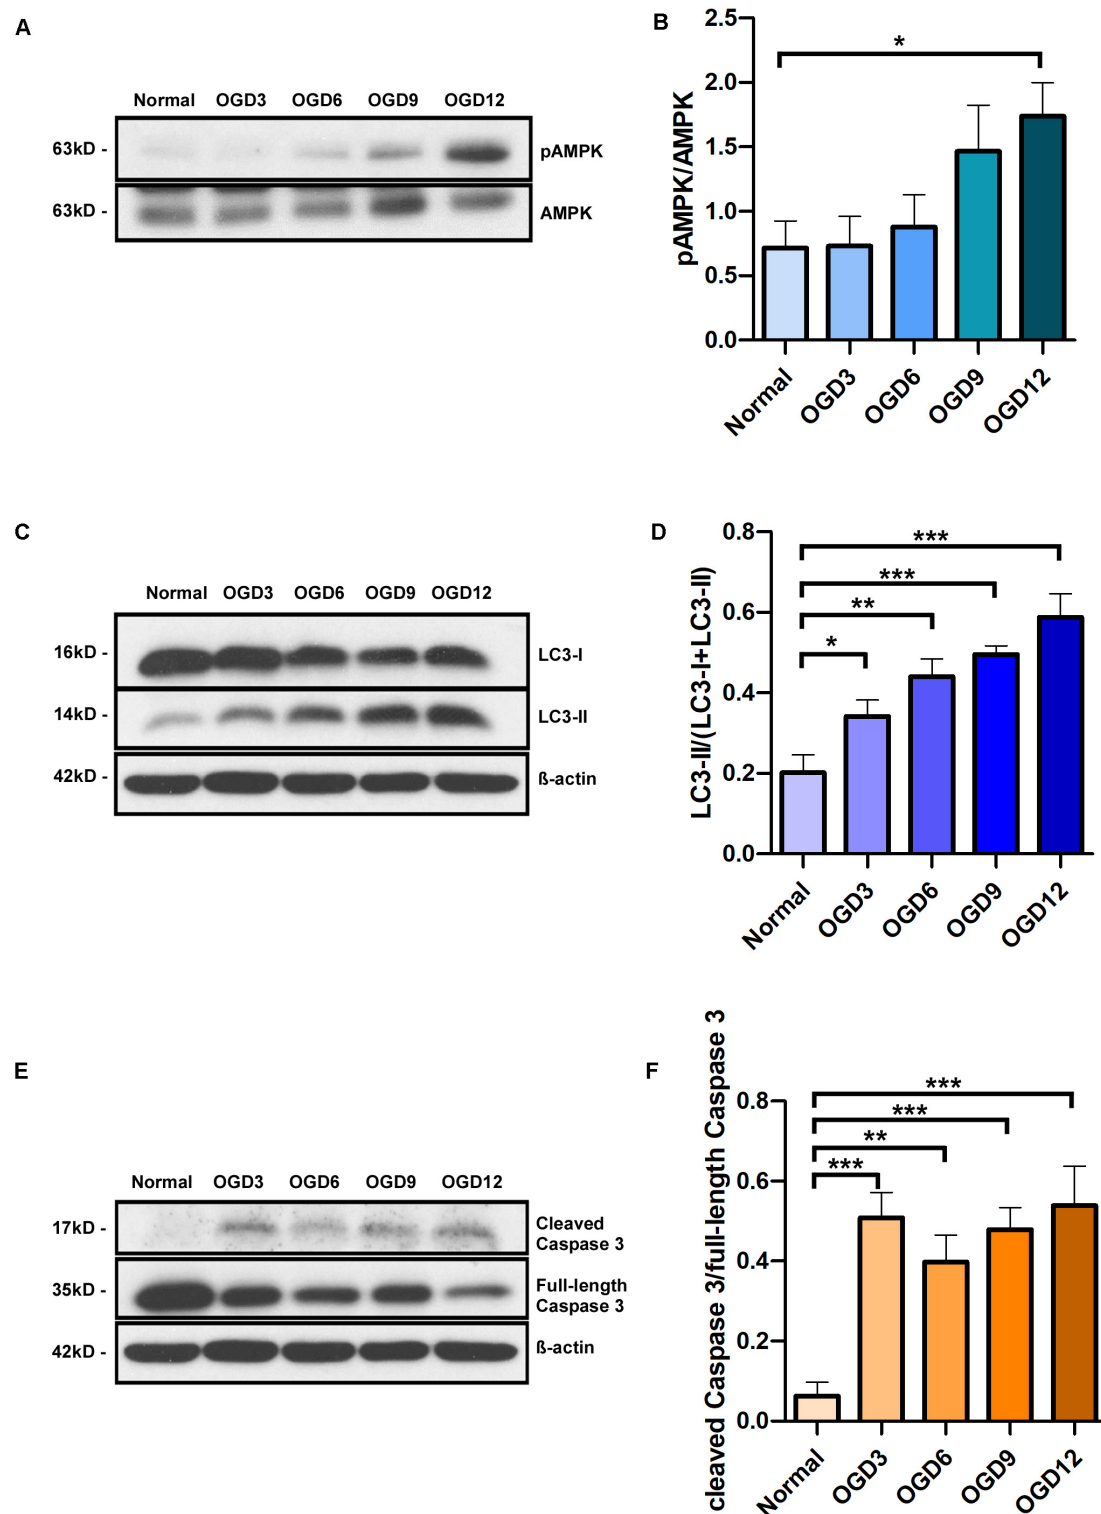 A
Normal OGD3 OGD6 OGD9 OGD12
63kD - pAMPK
63kD - AMPK
B
pAMPK/AMPK
2.5
2.0
1.5
1.0
0.5
0.0
*
Normal OGD3 OGD6 OGD9 OGD12
C
Normal OGD3 OGD6 OGD9 OGD12
16kD - LC3-I
14kD - LC3-II
42kD - ß-actin
D
LC3-II/(LC3-I+LC3-II)
0.8
0.6
0.4
0.2
0.0
***
***
**
*
Normal OGD3 OGD6 OGD9 OGD12
E
Normal OGD3 OGD6 OGD9 OGD12
17kD - Cleaved
Caspase 3
35kD - Full-length
Caspase 3
42kD - ß-actin
F
cleaved Caspase 3/full-length Caspase 3
0.8
0.6
0.4
0.2
0.0
***
***
**
***
Normal OGD3 OGD6 OGD9 OGD12